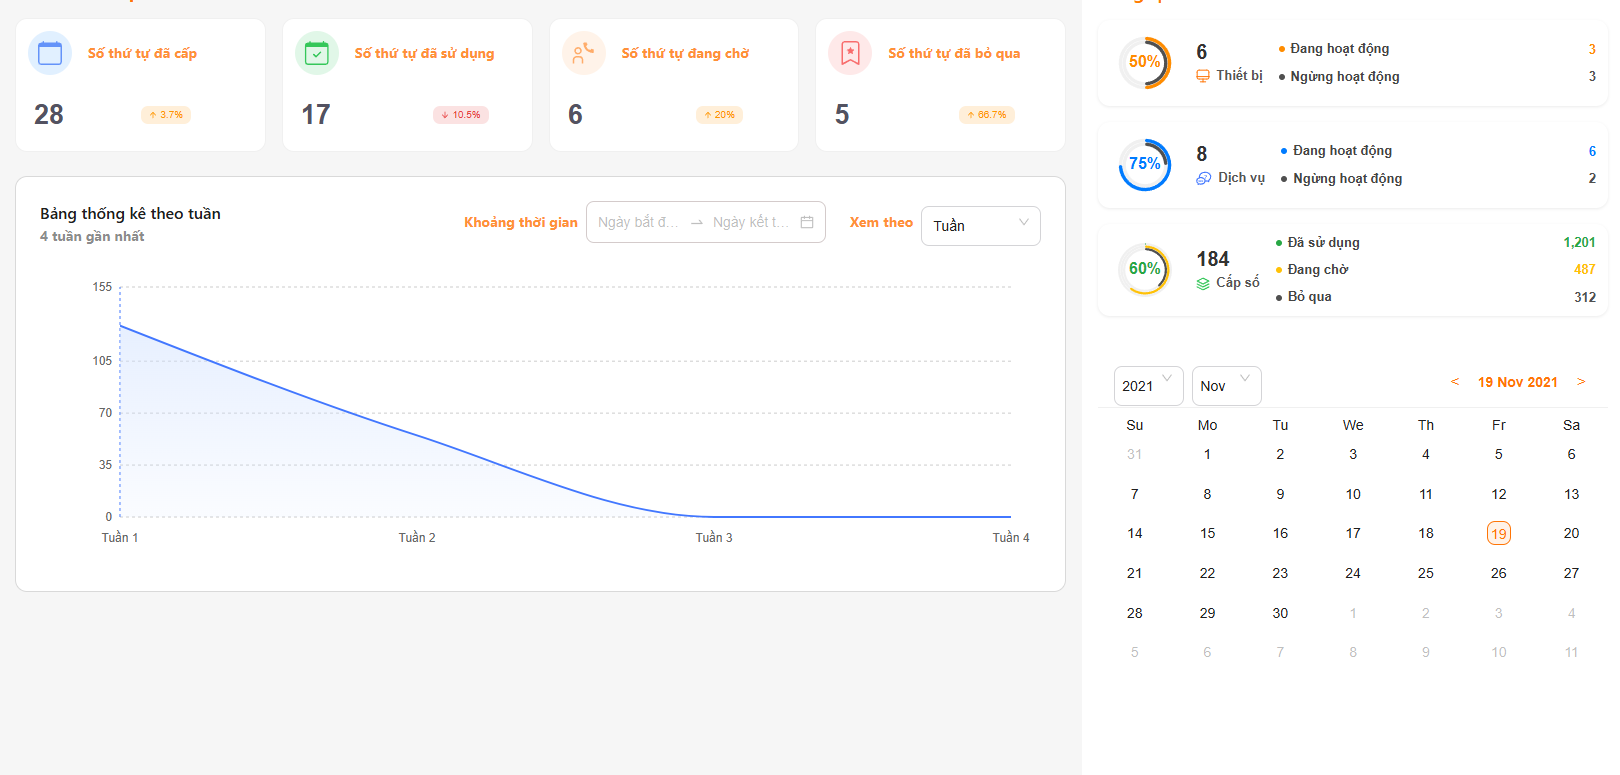 Số thứ tự đã cấp
28
3.7%
Số thứ tự đã sử dụng
17
10.5%
Số thứ tự đang chờ
6
20%
Số thứ tự đã bỏ qua
5
66.7%
Bảng thống kê theo tuần
4 tuần gần nhất
Khoảng thời gian
Ngày bắt đ... → Ngày kết t...
Xem theo
Tuần
155
105
70
35
0
Tuần 1 Tuần 2 Tuần 3 Tuần 4
50%
6
Thiết bị
Đang hoạt động 3
Ngừng hoạt động 3
75%
8
Dịch vụ
Đang hoạt động 6
Ngừng hoạt động 2
60%
184
Cấp số
Đã sử dụng 1,201
Đang chờ 487
Bỏ qua 312
2021 Nov < 19 Nov 2021 >
Su Mo Tu We Th Fr Sa
31 1 2 3 4 5 6
7 8 9 10 11 12 13
14 15 16 17 18 19 20
21 22 23 24 25 26 27
28 29 30 1 2 3 4
5 6 7 8 9 10 11